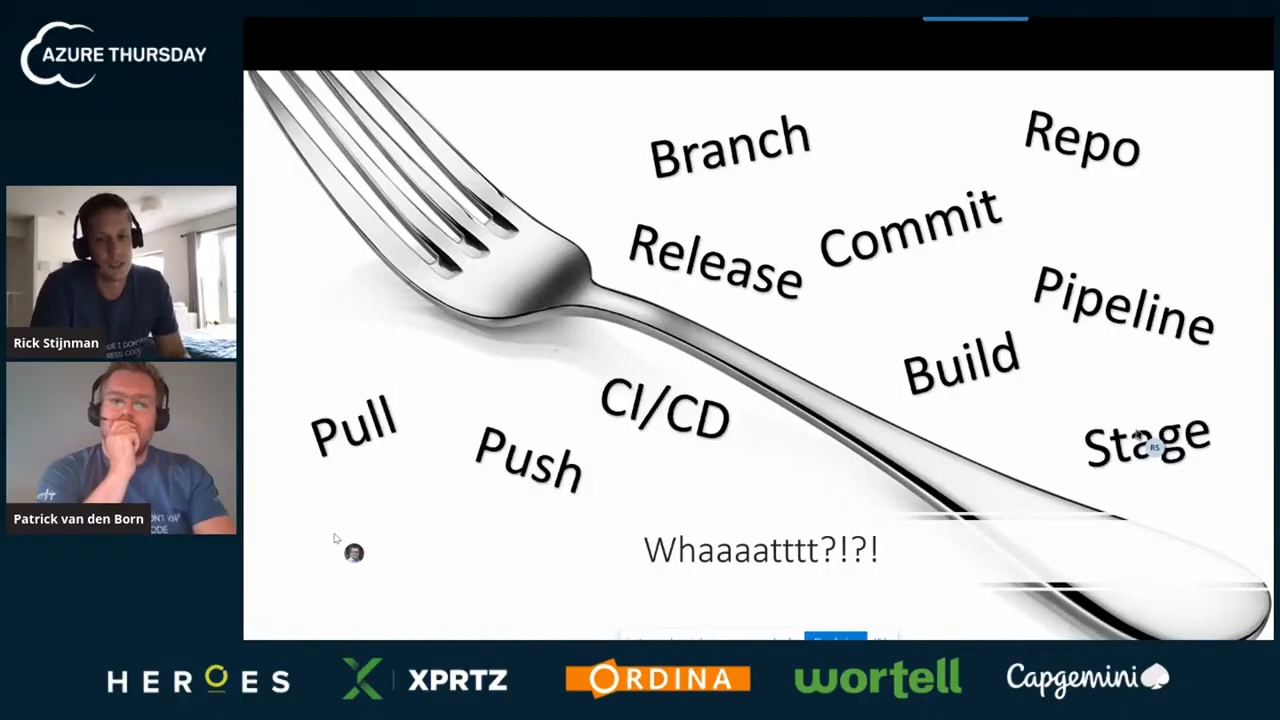 AZURE THURSDAY
Branch
Repo
Release
Commit
Pipeline
Build
CI/CD
Pull
Push
Stage
RS
Whaaaatttt?!?!
Rick Stijnman
Patrick van den Born
HEROES
XPRTZ
ORDINA
wortell
Capgemini